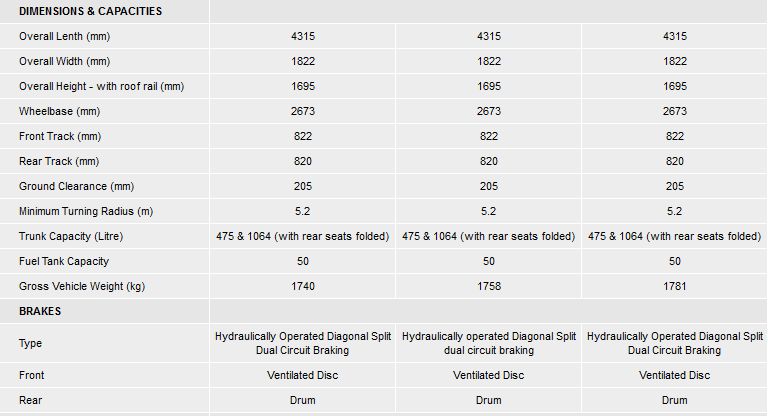 DIMENSIONS & CAPACITIES
Overall Lenth (mm) 4315 4315 4315
Overall Width (mm) 1822 1822 1822
Overall Height - with roof rail (mm) 1695 1695 1695
Wheelbase (mm) 2673 2673 2673
Front Track (mm) 822 822 822
Rear Track (mm) 820 820 820
Ground Clearance (mm) 205 205 205
Minimum Turning Radius (m) 5.2 5.2 5.2
Trunk Capacity (Litre) 475 & 1064 (with rear seats folded) 475 & 1064 (with rear seats folded) 475 & 1064 (with rear seats folded)
Fuel Tank Capacity 50 50 50
Gross Vehicle Weight (kg) 1740 1758 1781
BRAKES
Type
Hydraulically Operated Diagonal Split
Dual Circuit Braking
Hydraulically operated Diagonal Split
dual circuit braking
Hydraulically Operated Diagonal Split
Dual Circuit Braking
Front Ventilated Disc Ventilated Disc Ventilated Disc
Rear Drum Drum Drum